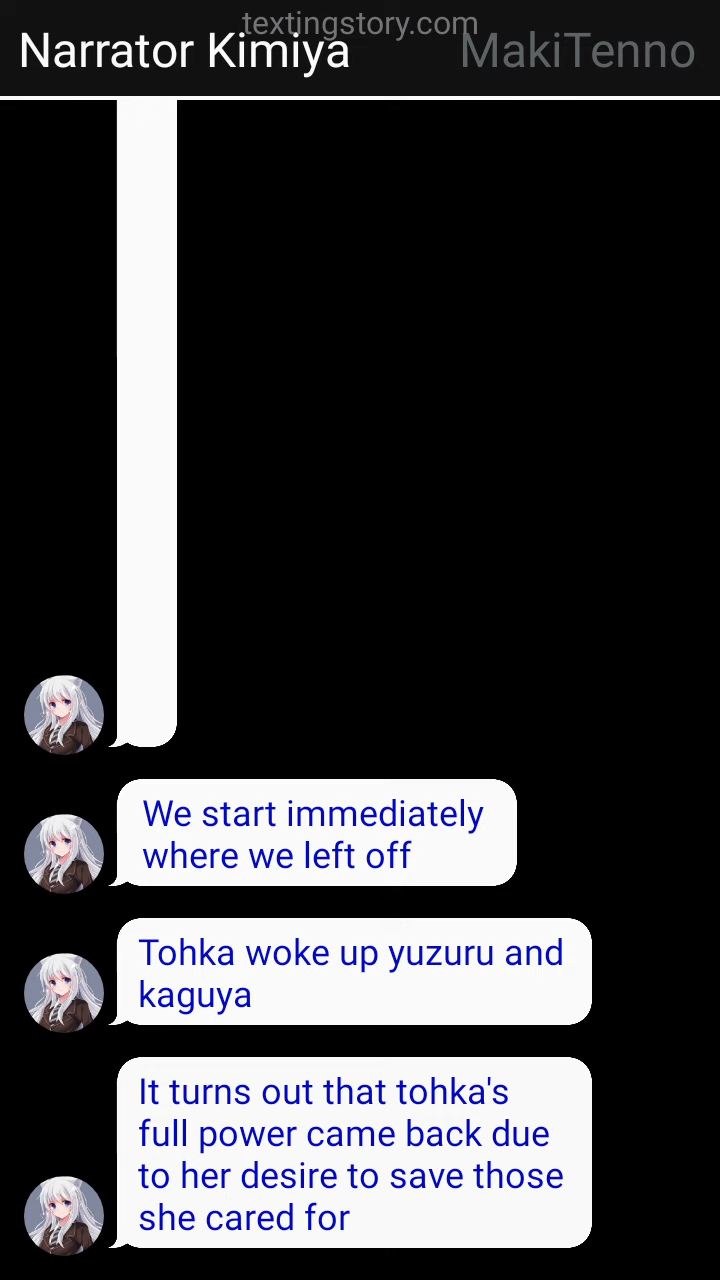 textingstory.com
Narrator Kimiya
MakiTenno
We start immediately
where we left off
Tohka woke up yuzuru and
kaguya
It turns out that tohka's
full power came back due
to her desire to save those
she cared for